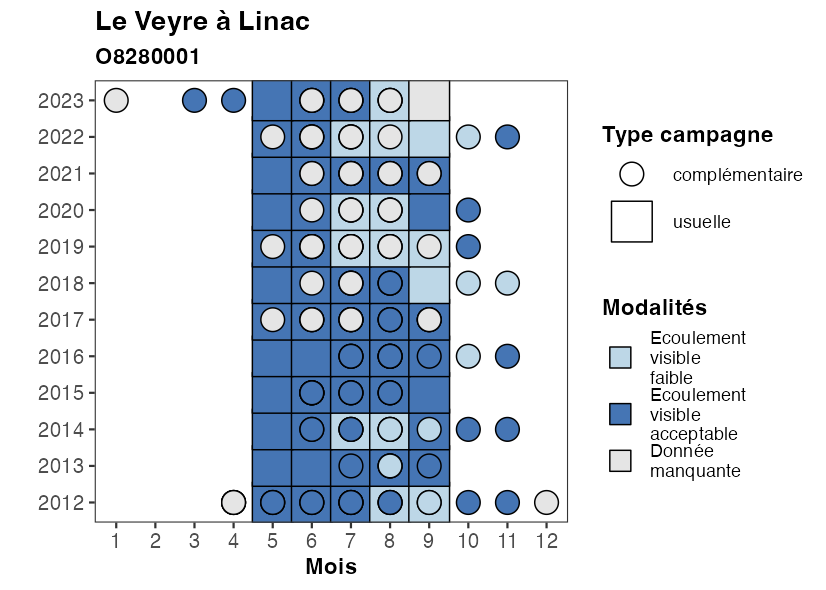 Le Veyre à Linac
O8280001
2023
2022
2021
2020
2019
2018
2017
2016
2015
2014
2013
2012
1 2 3 4 5 6 7 8 9 10 11 12
Mois
Type campagne
complémentaire
usuelle
Modalités
Ecoulement
visible
faible
Ecoulement
visible
acceptable
Donnée
manquante